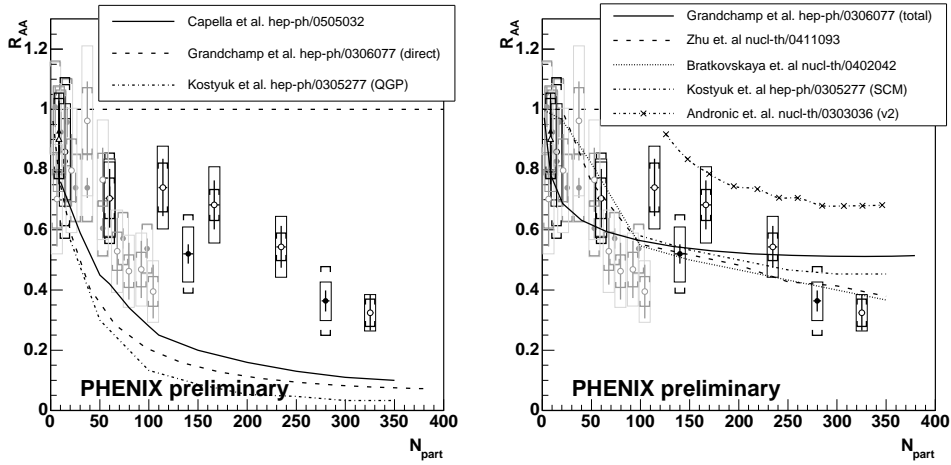 R_AA
Capella et al. hep-ph/0505032
Grandchamp et al. hep-ph/0306077 (direct)
Kostyuk et al. hep-ph/0305277 (QGP)
1.2
1
0.8
0.6
0.4
0.2
0
PHENIX preliminary
0 50 100 150 200 250 300 350 400
N_part
R_AA
Grandchamp et al. hep-ph/0306077 (total)
Zhu et. al nucl-th/0411093
Bratkovskaya et. al nucl-th/0402042
Kostyuk et. al hep-ph/0305277 (SCM)
Andronic et. al. nucl-th/0303036 (v2)
1.2
1
0.8
0.6
0.4
0.2
0
PHENIX preliminary
0 50 100 150 200 250 300 350 400
N_part